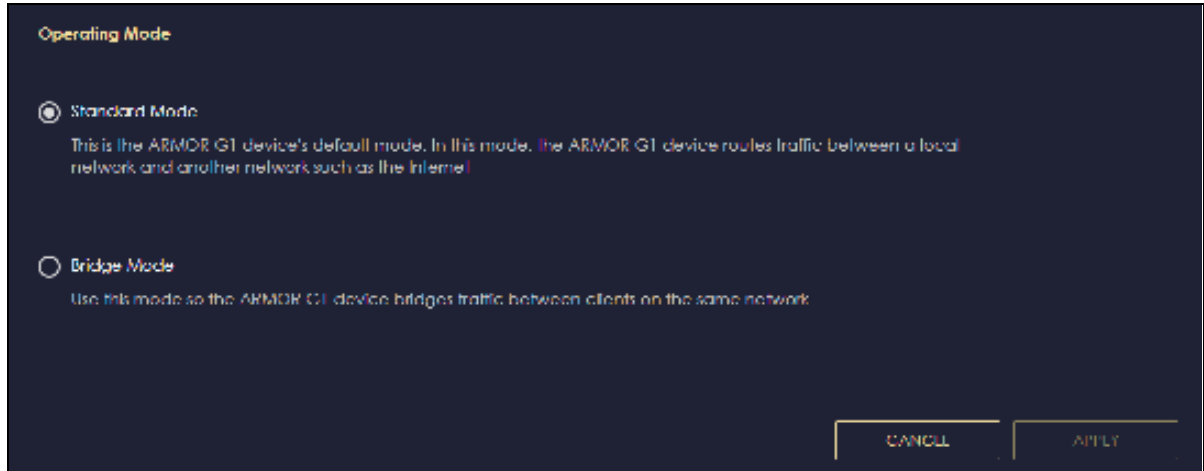 Operating Mode
Standard Mode
This is the ARMOR G1 device's default mode. In this mode, the ARMOR G1 device routes traffic between a local
network and another network such as the Internet
Bridge Mode
Use this mode so the ARMOR G1 device bridges traffic between clients on the same network
CANCEL
APPLY